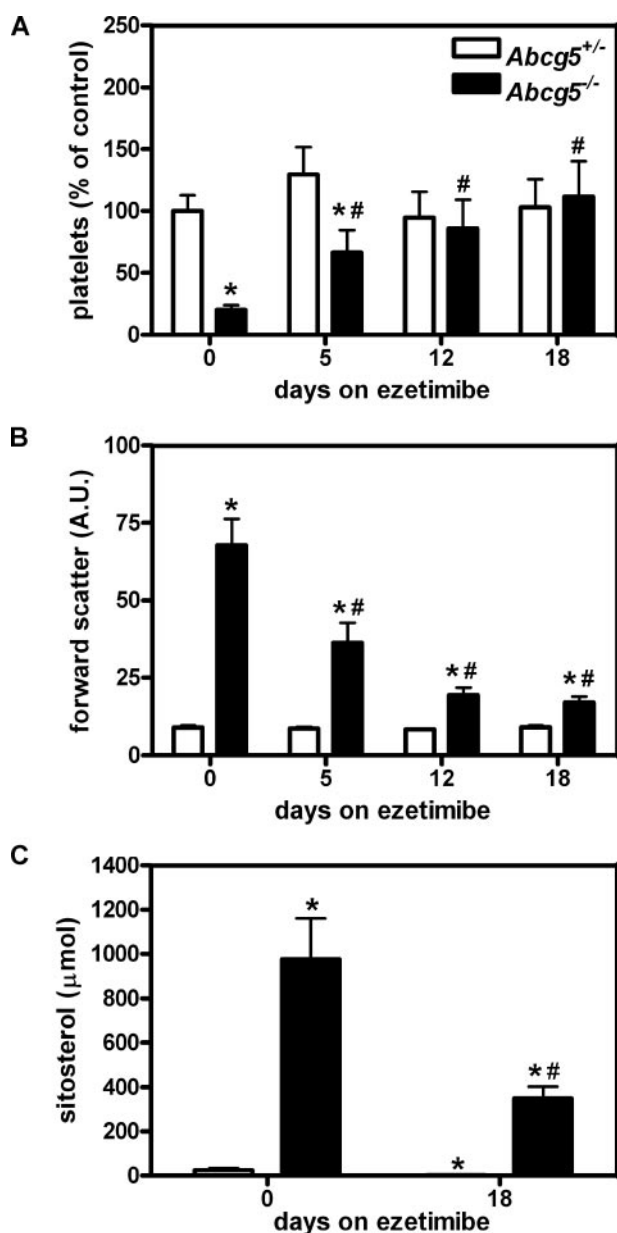 A
platelets (% of control)
250
200
150
100
50
0
Abcg5+/-
Abcg5-/-
*
* #
#
#
0 5 12 18
days on ezetimibe
B
forward scatter (A.U.)
100
75
50
25
0
*
* #
* #
* #
0 5 12 18
days on ezetimibe
C
sitosterol (μmol)
1400
1200
1000
800
600
400
200
0
*
*
* #
0 18
days on ezetimibe